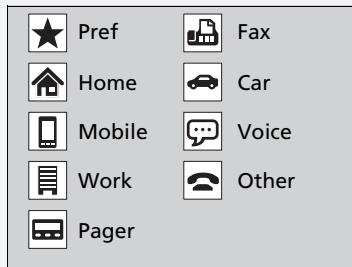 Pref Fax
Home Car
Mobile Voice
Work Other
Pager